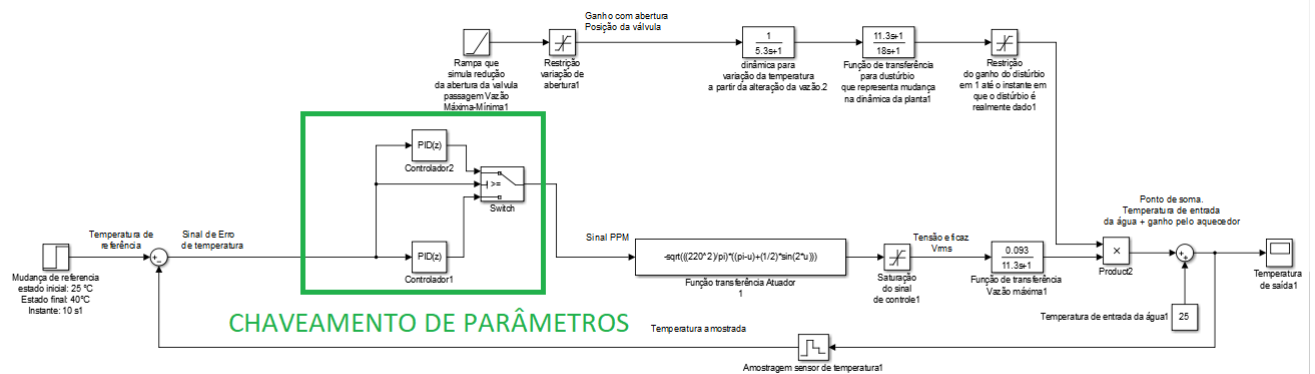 Ganho com abertura
Posição da válvula
1
5.3s+1
11.3s+1
18s+1
Rampa que
simula redução
da abertura da valvula
passagem Vazão
Máxima-Mínima1
Restrição
variação de
abertura1
dinâmica para
variação da temperatura
a partir da alteração da vazão.2
Função de transferência
para dustúrbio
que representa mudança
na dinâmica da planta1
Restrição
do ganho do distúrbio
em 1 até o instante em
que o distúrbio é
realmente dado1
PID(z)
Controlador2
>=
Switch
PID(z)
Controlador1
Temperatura de
referência
Sinal de Erro
de temperatura
Mudança de referencia
estado inicial: 25 °C
Estado final: 40°C
Instante: 10 s1
CHAVEAMENTO DE PARÂMETROS
Sinal PPM
-sqrt(((220^2)/pi)*((pi-u)+(1/2)*sin(2*u)))
Função transferência Atuador
1
Saturação
do sinal
de controle1
Tensão eficaz
Vrms
0.093
11.3s+1
Função de transferência
Vazão máxima1
×
Product2
Ponto de soma.
Temperatura de entrada
da água + ganho pelo aquecedor
Temperatura
de saída1
Temperatura de entrada da água1
25
Temperatura amostrada
Amostragem sensor de temperatura1